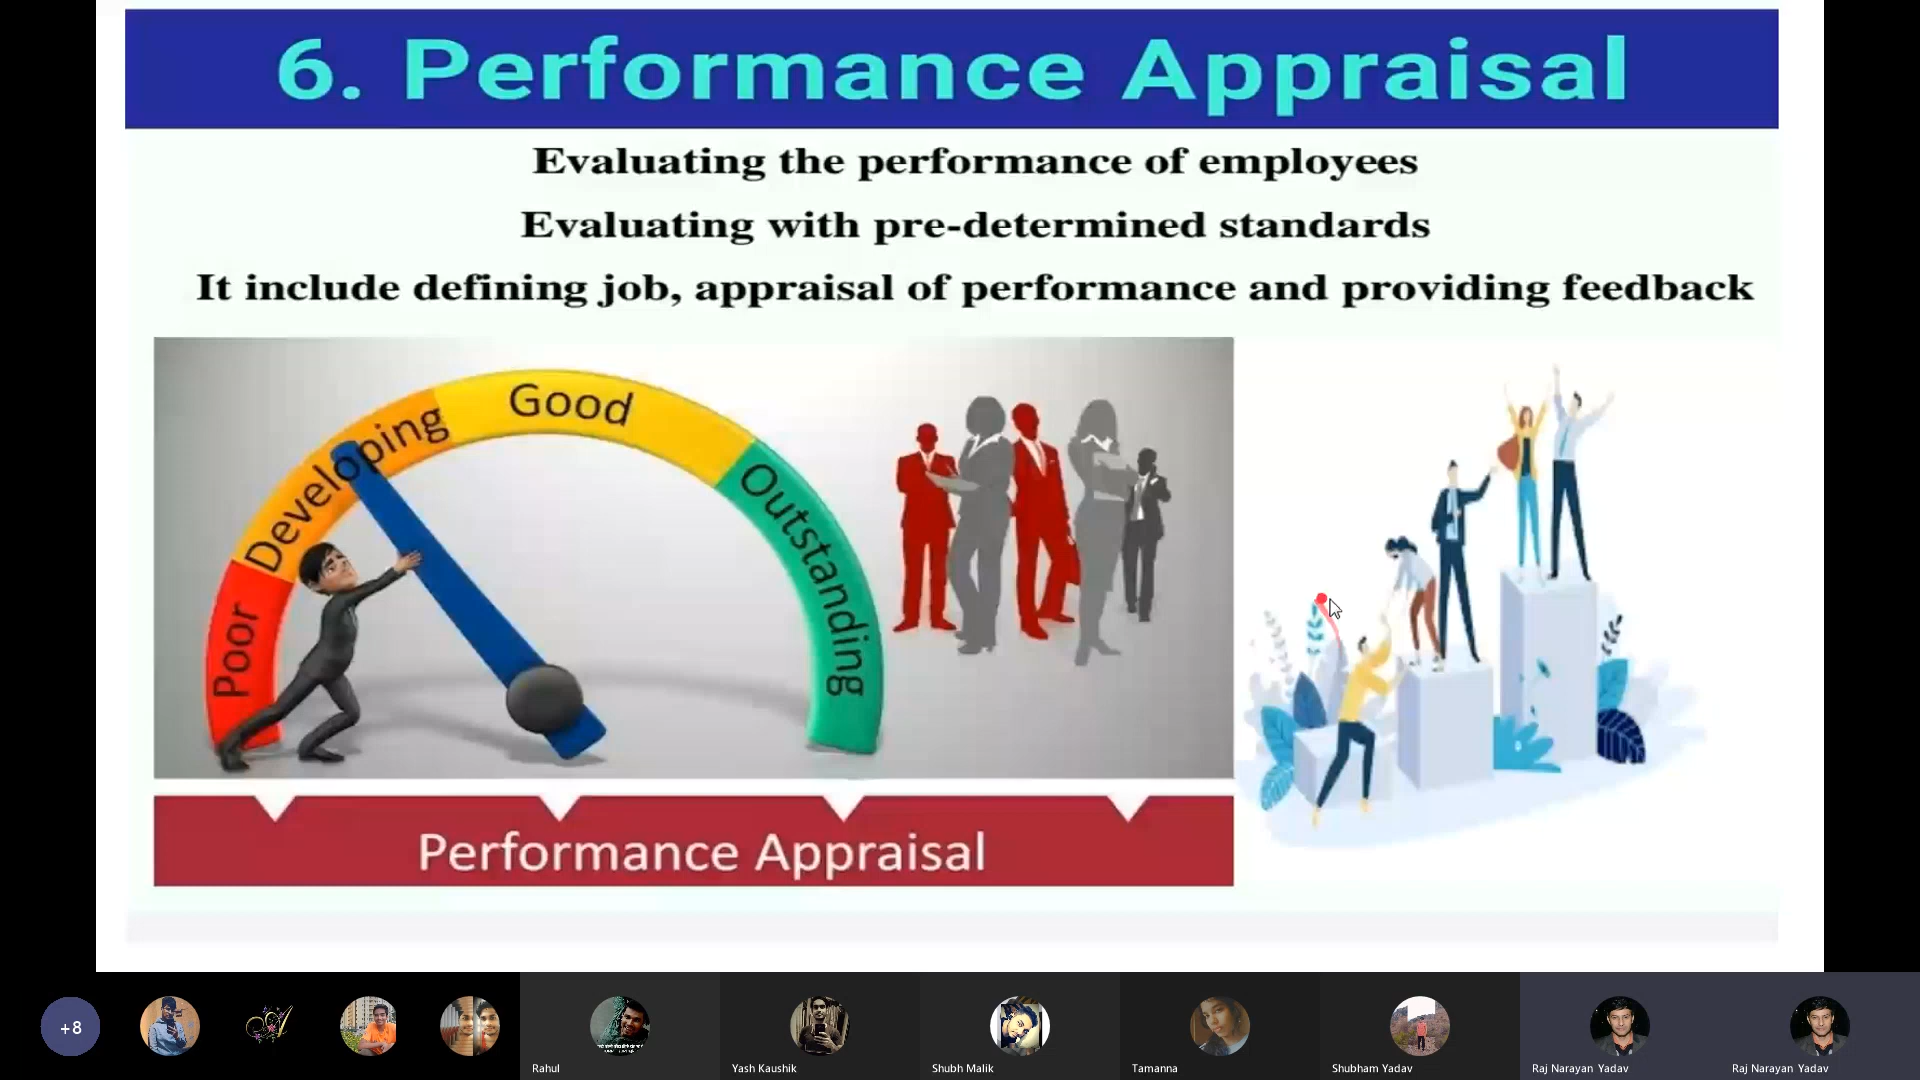 6. Performance Appraisal
Evaluating the performance of employees
Evaluating with pre-determined standards
It include defining job, appraisal of performance and providing feedback
Poor
Developing
Good
Outstanding
Performance Appraisal
+8
Rahul
Yash Kaushik
Shubh Malik
Tamanna
Shubham Yadav
Raj Narayan Yadav
Raj Narayan Yadav